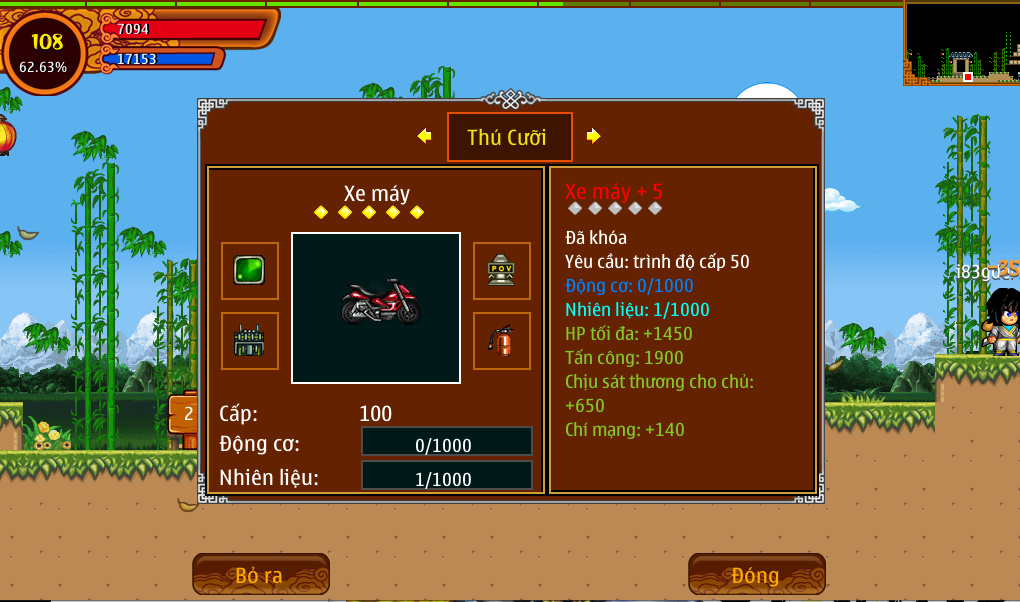 108
62.63%
7094
17153
Thú Cưỡi
Xe máy
POV
Cấp: 100
Động cơ: 0/1000
Nhiên liệu: 1/1000
Xe máy + 5
Đã khóa
Yêu cầu: trình độ cấp 50
Động cơ: 0/1000
Nhiên liệu: 1/1000
HP tối đa: +1450
Tấn công: 1900
Chịu sát thương cho chủ:
+650
Chí mạng: +140
2
Bỏ ra
Đóng